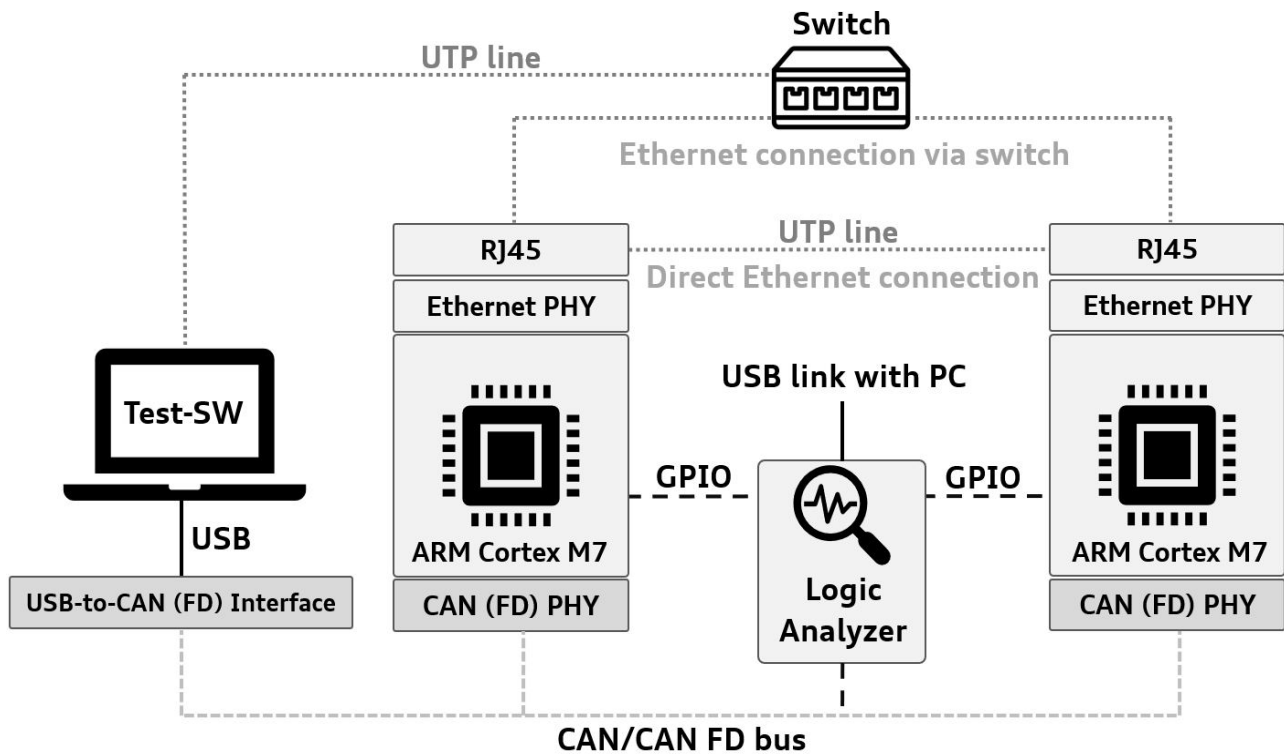 Switch
UTP line
Ethernet connection via switch
RJ45
UTP line
RJ45
Direct Ethernet connection
Ethernet PHY
Ethernet PHY
USB link with PC
Test-SW
GPIO
GPIO
USB
ARM Cortex M7
ARM Cortex M7
USB-to-CAN (FD) Interface
CAN (FD) PHY
Logic
Analyzer
CAN (FD) PHY
CAN/CAN FD bus